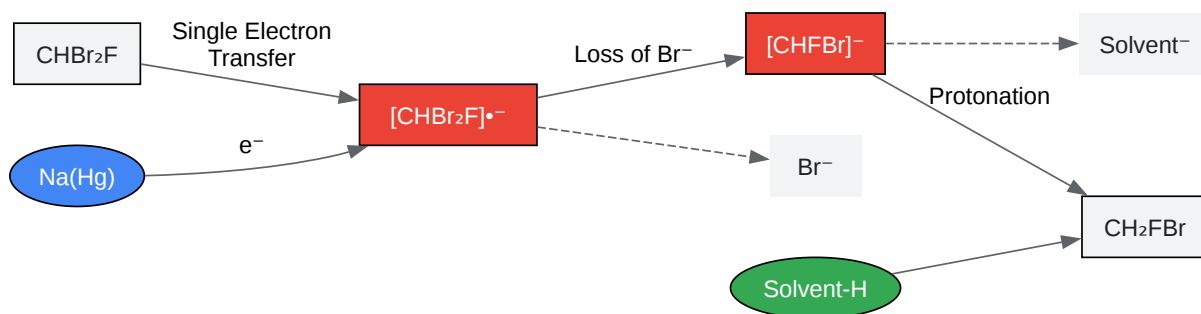 CHBr₂F
Single Electron
Transfer
Na(Hg)
e⁻
[CHBr₂F]•⁻
Loss of Br⁻
Br⁻
[CHFBr]⁻
Solvent⁻
Protonation
Solvent-H
CH₂FBr